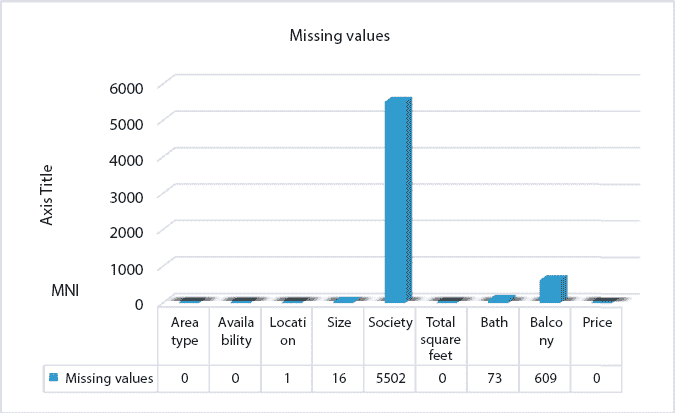 Missing values
Axis Title
6000
5000
4000
3000
2000
1000
0
MNI
Area type
Availa bility
Locati on
Size
Society
Total square feet
Bath
Balco ny
Price
Missing values 0 0 1 16 5502 0 73 609 0